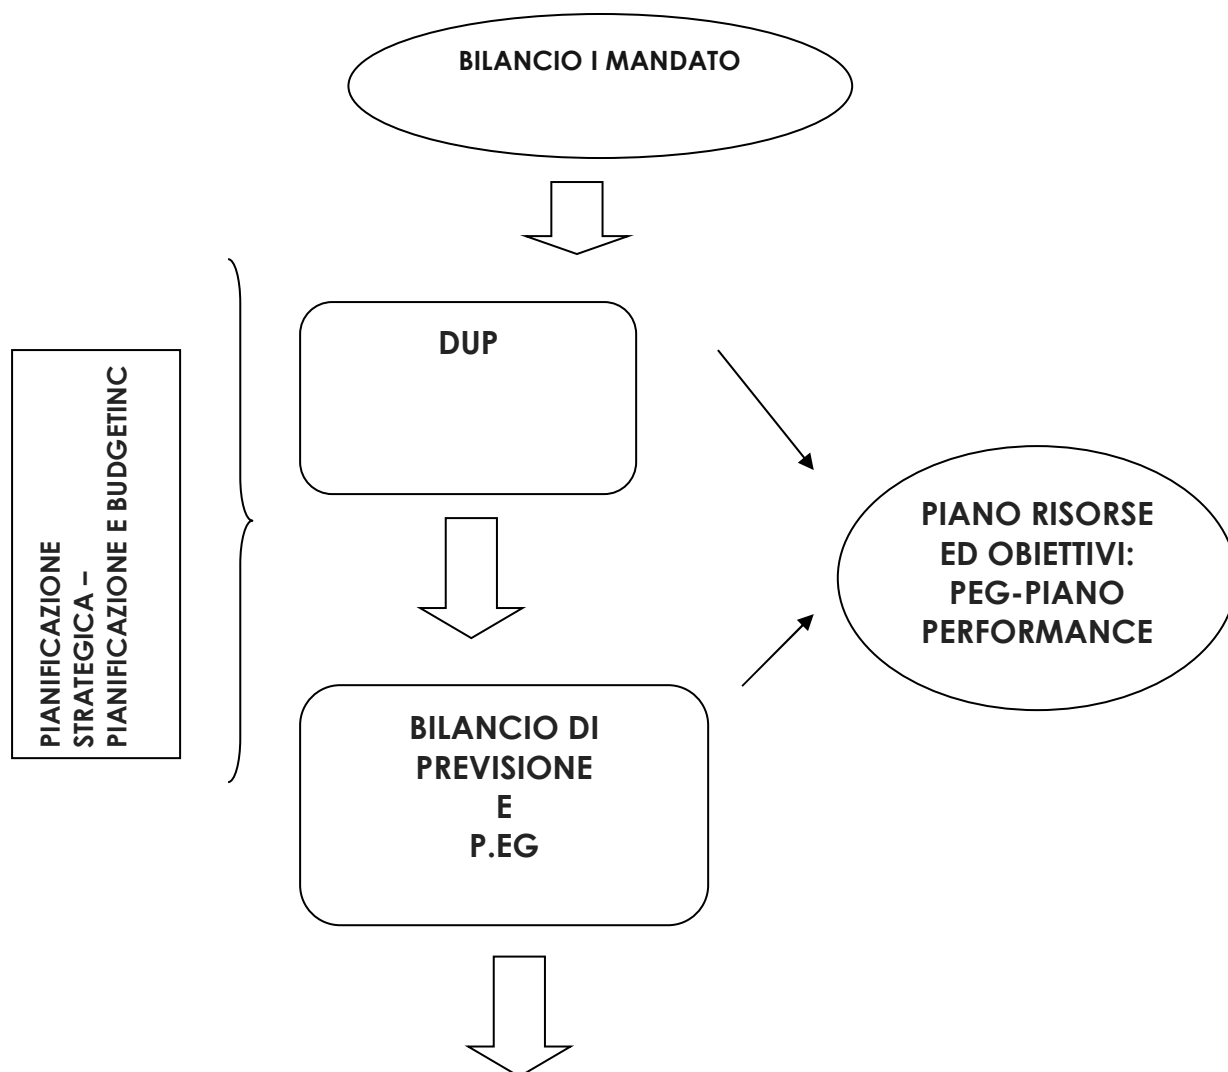 BILANCIO I MANDATO
DUP
PIANIFICAZIONE
STRATEGICA –
PIANIFICAZIONE E BUDGETINC
PIANO RISORSE
ED OBIETTIVI:
PEG-PIANO
PERFORMANCE
BILANCIO DI
PREVISIONE
E
P.EG